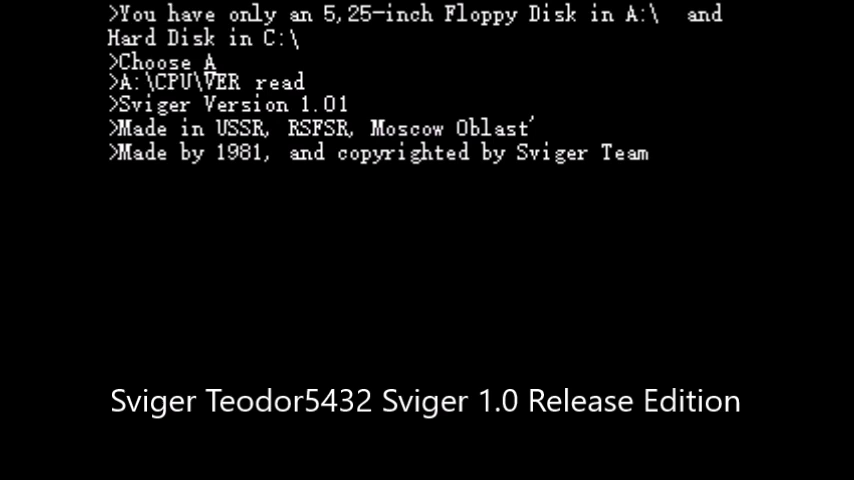 >You have only an 5,25-inch Floppy Disk in A:\ and
Hard Disk in C:\
>Choose A
>A:\CPU\VER read
>Sviger Version 1.01
>Made in USSR, RSFSR, Moscow Oblast'
>Made by 1981, and copyrighted by Sviger Team
Sviger Teodor5432 Sviger 1.0 Release Edition